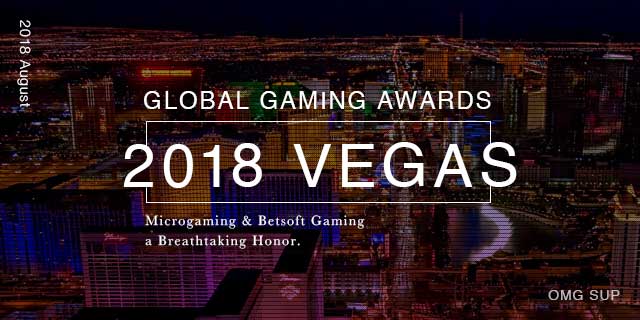 2018 August
GLOBAL GAMING AWARDS
2018 VEGAS
Microgaming & Betsoft Gaming
a Breathtaking Honor.
OMG SUP